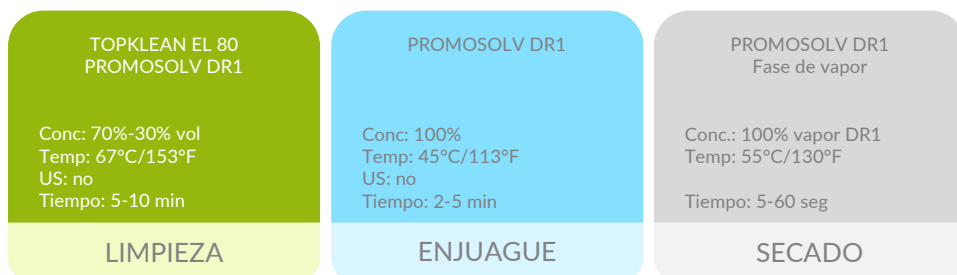 TOPKLEAN EL 80
PROMOSOLV DR1
Conc: 70%-30% vol
Temp: 67°C/153°F
US: no
Tiempo: 5-10 min
LIMPIEZA
PROMOSOLV DR1
Conc: 100%
Temp: 45°C/113°F
US: no
Tiempo: 2-5 min
ENJUAGUE
PROMOSOLV DR1
Fase de vapor
Conc.: 100% vapor DR1
Temp: 55°C/130°F
Tiempo: 5-60 seg
SECADO